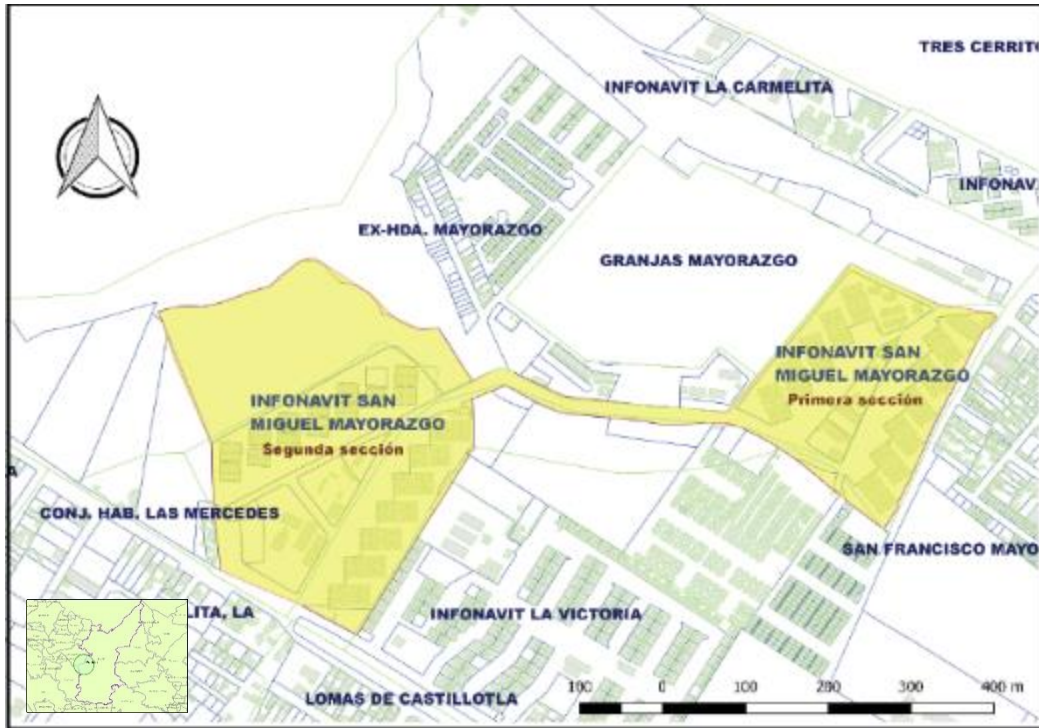 TRES CERRIT
INFONAVIT LA CARMELITA
INFONAV
EX-HDA. MAYORAZGO
GRANJAS MAYORAZGO
INFONAVIT SAN
MIGUEL MAYORAZGO
Primera sección
INFONAVIT SAN
MIGUEL MAYORAZGO
Segunda sección
A
CONJ. HAB. LAS MERCEDES
SAN FRANCISCO MAYO
LITA, LA
INFONAVIT LA VICTORIA
LOMAS DE CASTILLOTLA
100 0 100 200 300 400 m